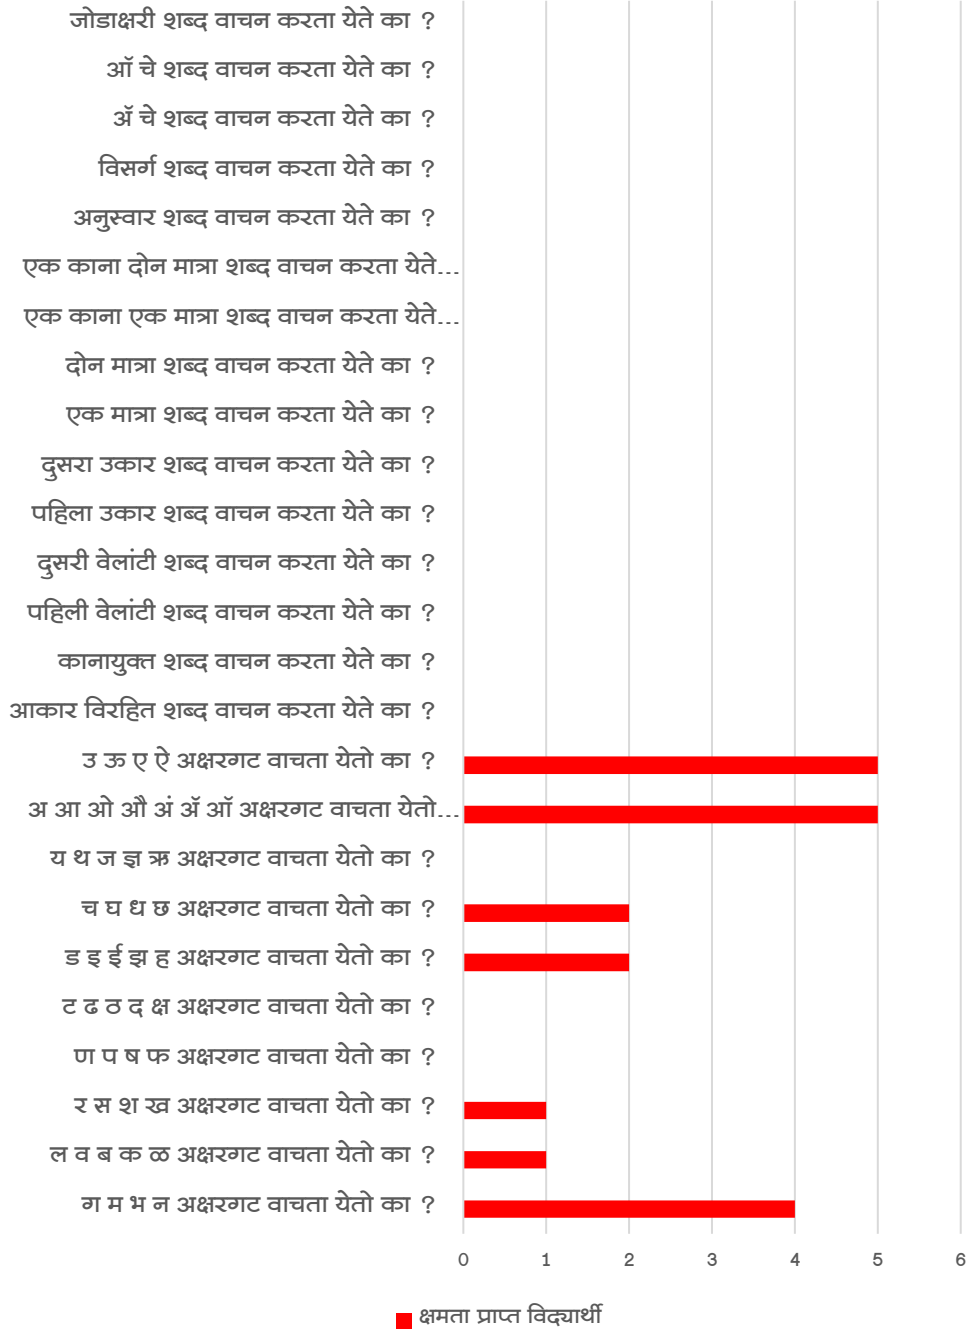 जोडाक्षरी शब्द वाचन करता येते का ?
ऑ चे शब्द वाचन करता येते का ?
ॲ चे शब्द वाचन करता येते का ?
विसर्ग शब्द वाचन करता येते का ?
अनुस्वार शब्द वाचन करता येते का ?
एक काना दोन मात्रा शब्द वाचन करता येते...
एक काना एक मात्रा शब्द वाचन करता येते...
दोन मात्रा शब्द वाचन करता येते का ?
एक मात्रा शब्द वाचन करता येते का ?
दुसरा उकार शब्द वाचन करता येते का ?
पहिला उकार शब्द वाचन करता येते का ?
दुसरी वेलांटी शब्द वाचन करता येते का ?
पहिली वेलांटी शब्द वाचन करता येते का ?
कानायुक्त शब्द वाचन करता येते का ?
आकार विरहित शब्द वाचन करता येते का ?
उ ऊ ए ऐ अक्षरगट वाचता येतो का ?
अ आ ओ औ अं ॲ ऑ अक्षरगट वाचता येतो...
य थ ज ज्ञ ऋ अक्षरगट वाचता येतो का ?
च घ ध छ अक्षरगट वाचता येतो का ?
ड इ ई झ ह अक्षरगट वाचता येतो का ?
ट ढ ठ द क्ष अक्षरगट वाचता येतो का ?
ण प ष फ अक्षरगट वाचता येतो का ?
र स श ख अक्षरगट वाचता येतो का ?
ल व ब क ळ अक्षरगट वाचता येतो का ?
ग म भ न अक्षरगट वाचता येतो का ?
0 1 2 3 4 5 6
क्षमता प्राप्त विद्यार्थी